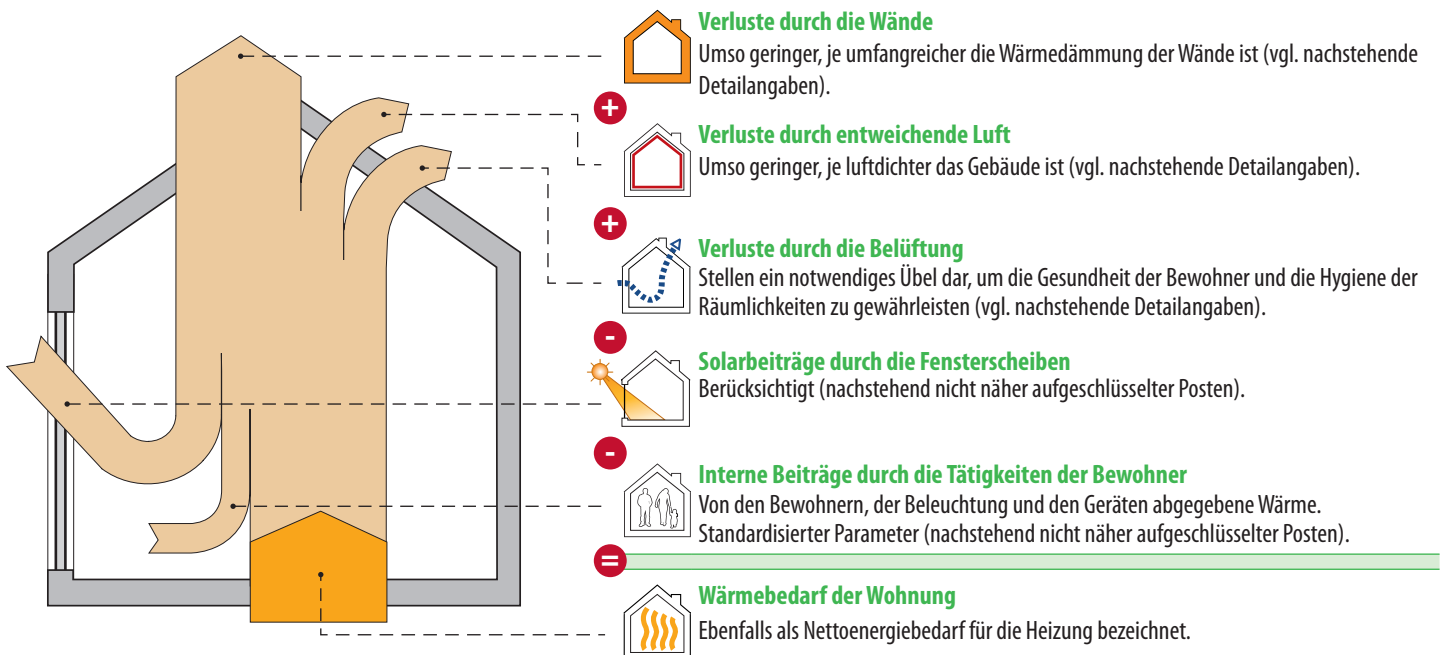 Verluste durch die Wände
Umso geringer, je umfangreicher die Wärmedämmung der Wände ist (vgl. nachstehende
Detailangaben).
+
Verluste durch entweichende Luft
Umso geringer, je luftdichter das Gebäude ist (vgl. nachstehende Detailangaben).
+
Verluste durch die Belüftung
Stellen ein notwendiges Übel dar, um die Gesundheit der Bewohner und die Hygiene der
Räumlichkeiten zu gewährleisten (vgl. nachstehende Detailangaben).
-
Solarbeiträge durch die Fensterscheiben
Berücksichtigt (nachstehend nicht näher aufgeschlüsselter Posten).
-
Interne Beiträge durch die Tätigkeiten der Bewohner
Von den Bewohnern, der Beleuchtung und den Geräten abgegebene Wärme.
Standardisierter Parameter (nachstehend nicht näher aufgeschlüsselter Posten).
=
Wärmebedarf der Wohnung
Ebenfalls als Nettoenergiebedarf für die Heizung bezeichnet.